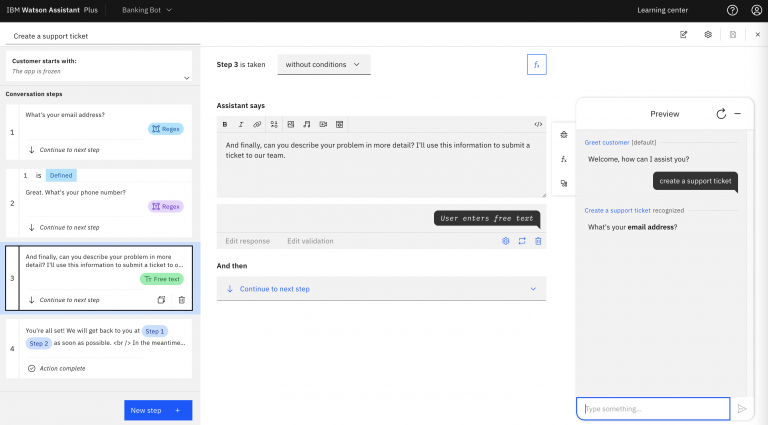 IBM Watson Assistant Plus
Banking Bot
Learning center
Create a support ticket
Customer starts with:
The app is frozen
Conversation steps
1
What's your email address?
Regex
Continue to next step
2
1 is Defined
Great. What's your phone number?
Regex
Continue to next step
3
And finally, can you describe your problem in more
detail? I'll use this information to submit a ticket to o...
Free text
Continue to next step
4
You're all set! We will get back to you at Step 1
Step 2 as soon as possible. <br /> In the meantime...
Action complete
New step +
Step 3 is taken
without conditions
fx
Assistant says
B I
</>
And finally, can you describe your problem in more detail? I'll use this information to submit a
ticket to our team.
User enters free text
Edit response Edit validation
And then
Continue to next step
fx
Preview
Greet customer [default]
Welcome, how can I assist you?
create a support ticket
Create a support ticket recognized
What's your email address?
Type something...